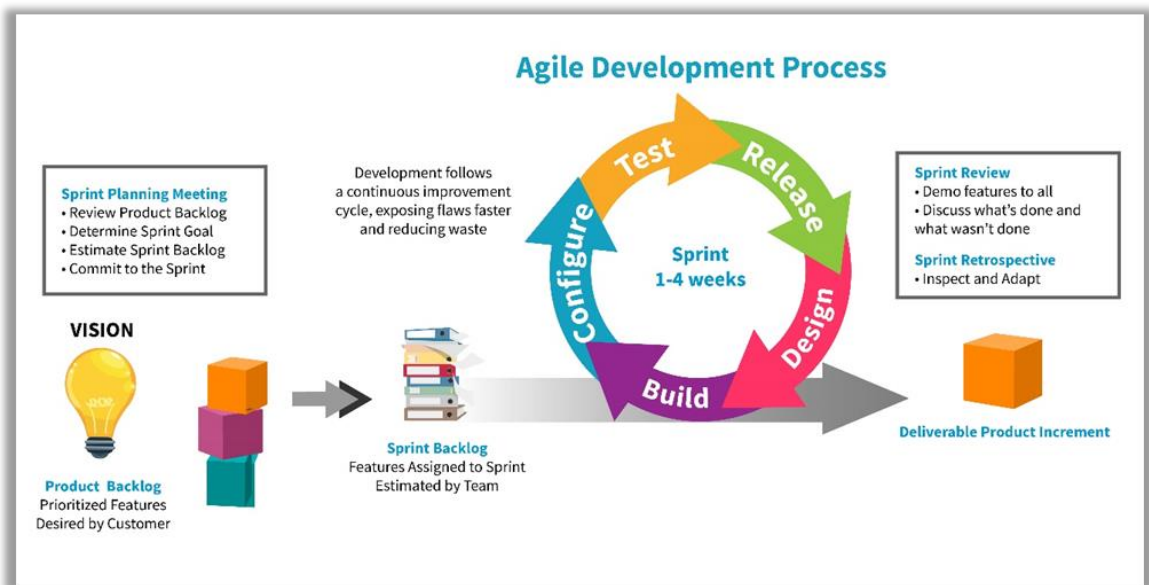 Agile Development Process
Sprint Planning Meeting
• Review Product Backlog
• Determine Sprint Goal
• Estimate Sprint Backlog
• Commit to the Sprint
VISION
Product Backlog
Prioritized Features
Desired by Customer
Development follows
a continuous improvement
cycle, exposing flaws faster
and reducing waste
Sprint Backlog
Features Assigned to Sprint
Estimated by Team
Test
Release
Design
Build
Configure
Sprint
1-4 weeks
Sprint Review
• Demo features to all
• Discuss what's done and
what wasn't done
Sprint Retrospective
• Inspect and Adapt
Deliverable Product Increment